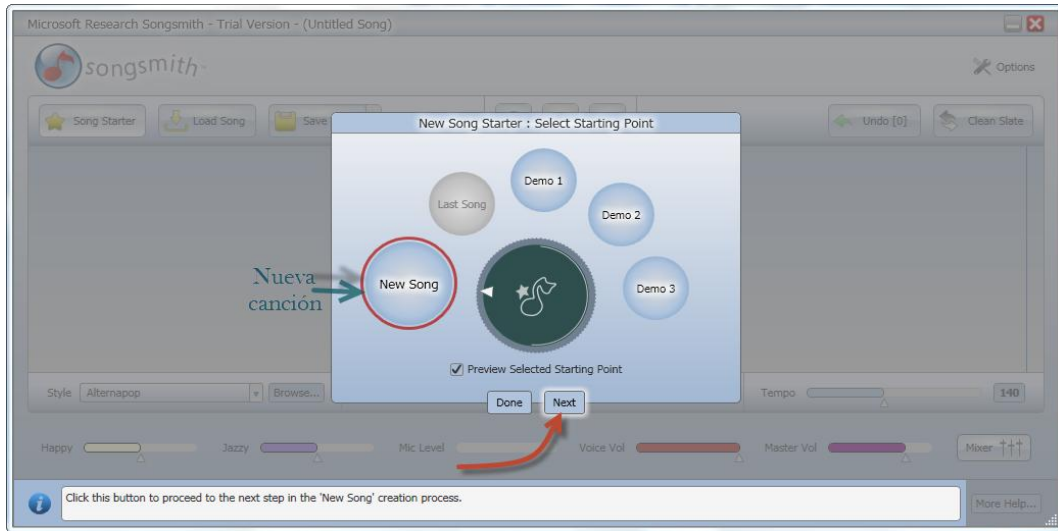 Microsoft Research Songsmith - Trial Version - (Untitled Song)
songsmith
Options
Song Starter
Load Song
Save
Undo [0]
Clean Slate
New Song Starter : Select Starting Point
Demo 1
Last Song
Demo 2
Nueva
canción
New Song
Demo 3
Preview Selected Starting Point
Style
Alternapop
Browse...
Done
Next
Tempo
140
Happy
Jazzy
Mic Level
Voice Vol
Master Vol
Mixer
Click this button to proceed to the next step in the 'New Song' creation process.
More Help...